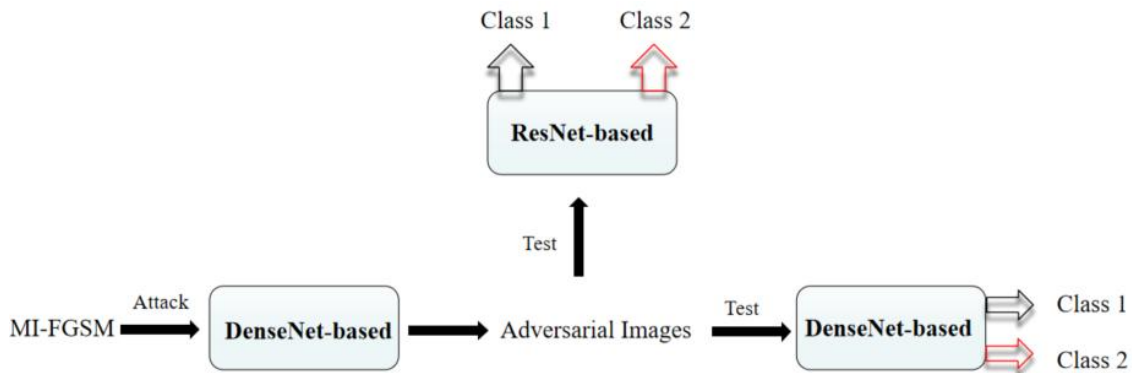 Class 1
Class 2
ResNet-based
Test
MI-FGSM
Attack
DenseNet-based
Adversarial Images
Test
DenseNet-based
Class 1
Class 2